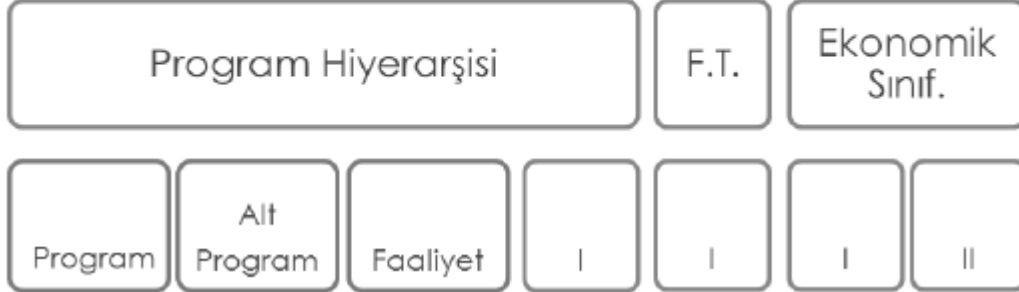 Program Hiyerarşisi
F.T.
Ekonomik
Sınıf.
Program
Alt
Program
Faaliyet
I
I
I
II